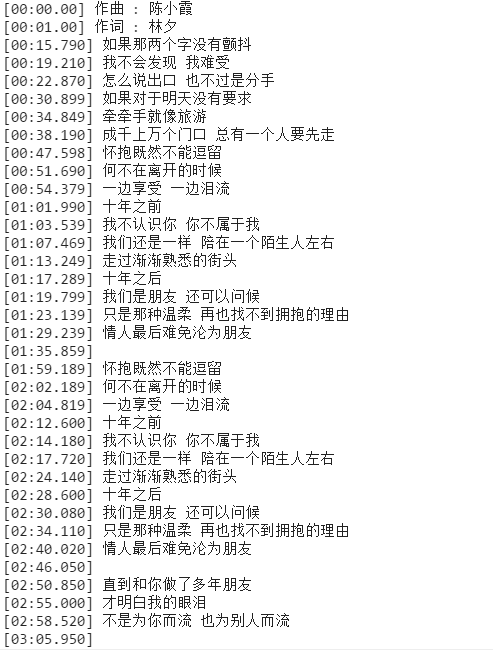 [00:00.00] 作曲 : 陈小霞
[00:01.00] 作词 : 林夕
[00:15.790] 如果那两个字没有颤抖
[00:19.210] 我不会发现 我难受
[00:22.870] 怎么说出口 也不过是分手
[00:30.899] 如果对于明天没有要求
[00:34.849] 牵牵手就像旅游
[00:38.190] 成千上万个门口 总有一个人要先走
[00:47.598] 怀抱既然不能逗留
[00:51.690] 何不在离开的时候
[00:54.379] 一边享受 一边泪流
[01:01.990] 十年之前
[01:03.539] 我不认识你 你不属于我
[01:07.469] 我们还是一样 陪在一个陌生人左右
[01:13.249] 走过渐渐熟悉的街头
[01:17.289] 十年之后
[01:19.799] 我们是朋友 还可以问候
[01:23.139] 只是那种温柔 再也找不到拥抱的理由
[01:29.239] 情人最后难免沦为朋友
[01:35.859]
[01:59.189] 怀抱既然不能逗留
[02:02.189] 何不在离开的时候
[02:04.819] 一边享受 一边泪流
[02:12.600] 十年之前
[02:14.180] 我不认识你 你不属于我
[02:17.720] 我们还是一样 陪在一个陌生人左右
[02:24.140] 走过渐渐熟悉的街头
[02:28.600] 十年之后
[02:30.080] 我们是朋友 还可以问候
[02:34.110] 只是那种温柔 再也找不到拥抱的理由
[02:40.020] 情人最后难免沦为朋友
[02:46.050]
[02:50.850] 直到和你做了多年朋友
[02:55.000] 才明白我的眼泪
[02:58.520] 不是为你而流 也为别人而流
[03:05.950]